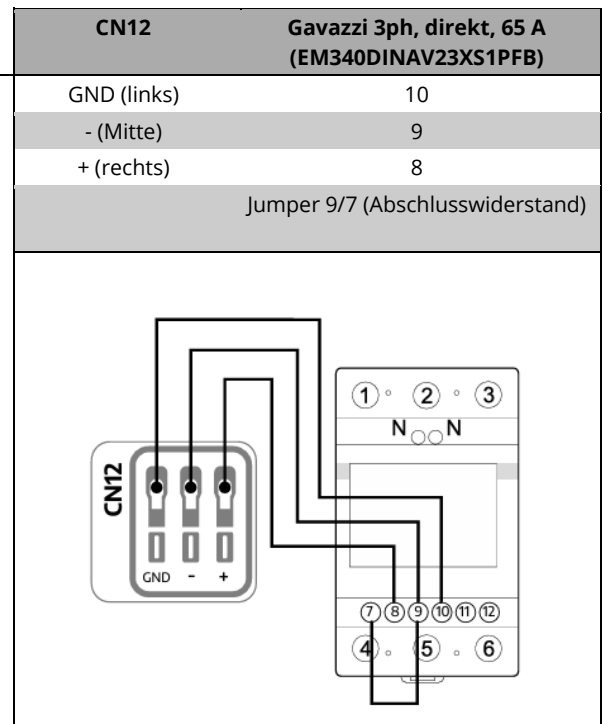 CN12 Gavazzi 3ph, direkt, 65 A
(EM340DINAV23XS1PFB)
GND (links) 10
- (Mitte) 9
+ (rechts) 8
Jumper 9/7 (Abschlusswiderstand)
1 2 3
N N
CN12
GND - +
7 8 9 10 11 12
4 5 6